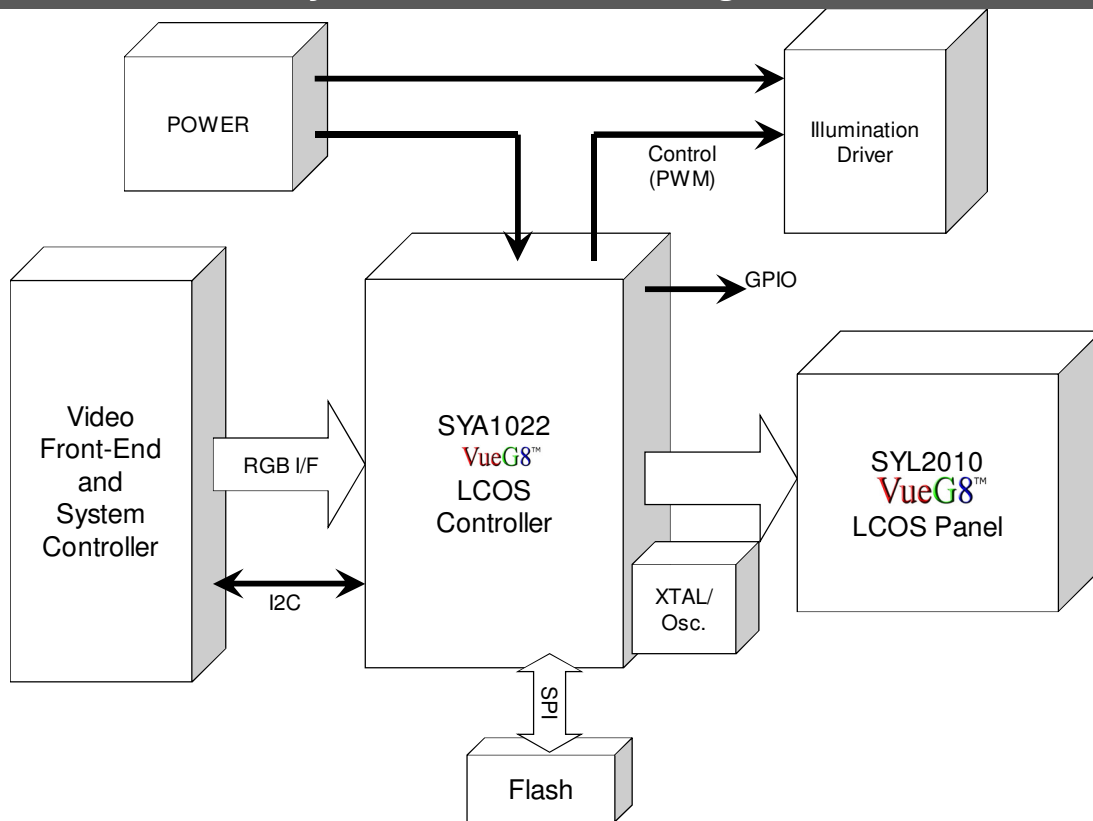 POWER
Illumination
Driver
Control
(PWM)
GPIO
Video
Front-End
and
System
Controller
RGB I/F
I2C
SYA1022
VueG8™
LCOS
Controller
SYL2010
VueG8™
LCOS Panel
XTAL/
Osc.
SPI
Flash